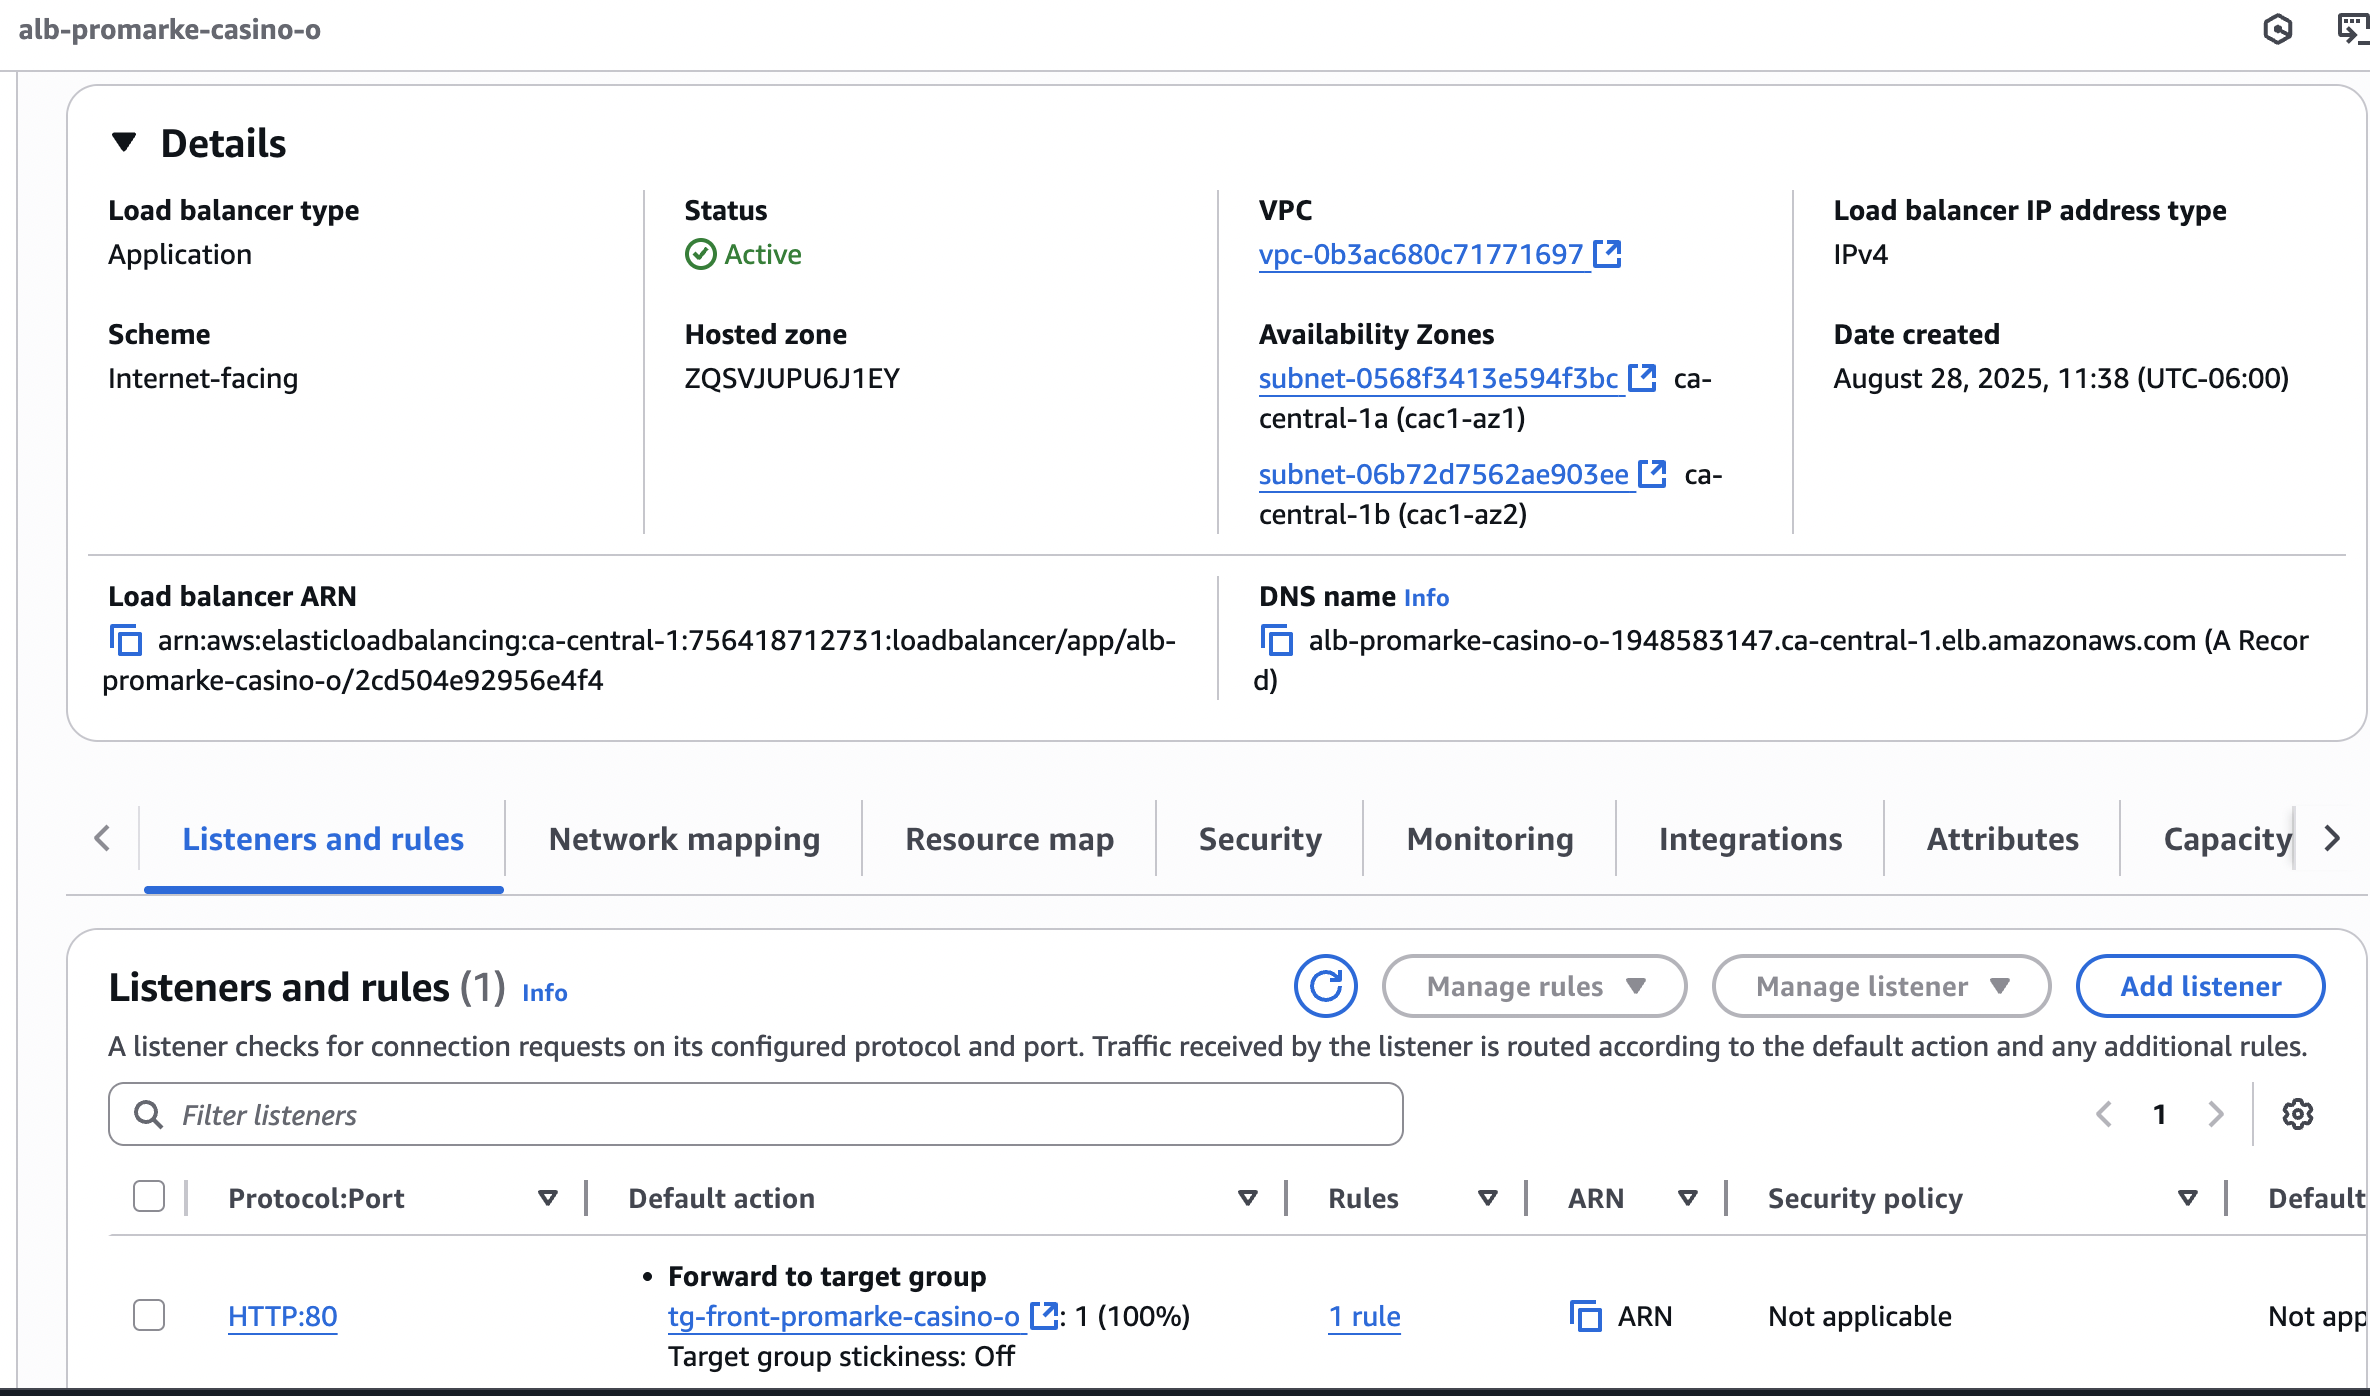 alb-promarke-casino-o
Details
Load balancer type
Application
Status
Active
VPC
vpc-0b3ac680c71771697
Load balancer IP address type
IPv4
Scheme
Internet-facing
Hosted zone
ZQSVJUPU6J1EY
Availability Zones
subnet-0568f3413e594f3bc ca-
central-1a (cac1-az1)
subnet-06b72d7562ae903ee ca-
central-1b (cac1-az2)
Date created
August 28, 2025, 11:38 (UTC-06:00)
Load balancer ARN
arn:aws:elasticloadbalancing:ca-central-1:756418712731:loadbalancer/app/alb-
promarke-casino-o/2cd504e92956e4f4
DNS name Info
alb-promarke-casino-o-1948583147.ca-central-1.elb.amazonaws.com (A Recor
d)
Listeners and rules Network mapping Resource map Security Monitoring Integrations Attributes Capacity
Listeners and rules (1) Info
Manage rules Manage listener Add listener
A listener checks for connection requests on its configured protocol and port. Traffic received by the listener is routed according to the default action and any additional rules.
Filter listeners
1
Protocol:Port Default action Rules ARN Security policy Default
HTTP:80
• Forward to target group
tg-front-promarke-casino-o : 1 (100%)
Target group stickiness: Off
1 rule
ARN
Not applicable
Not app